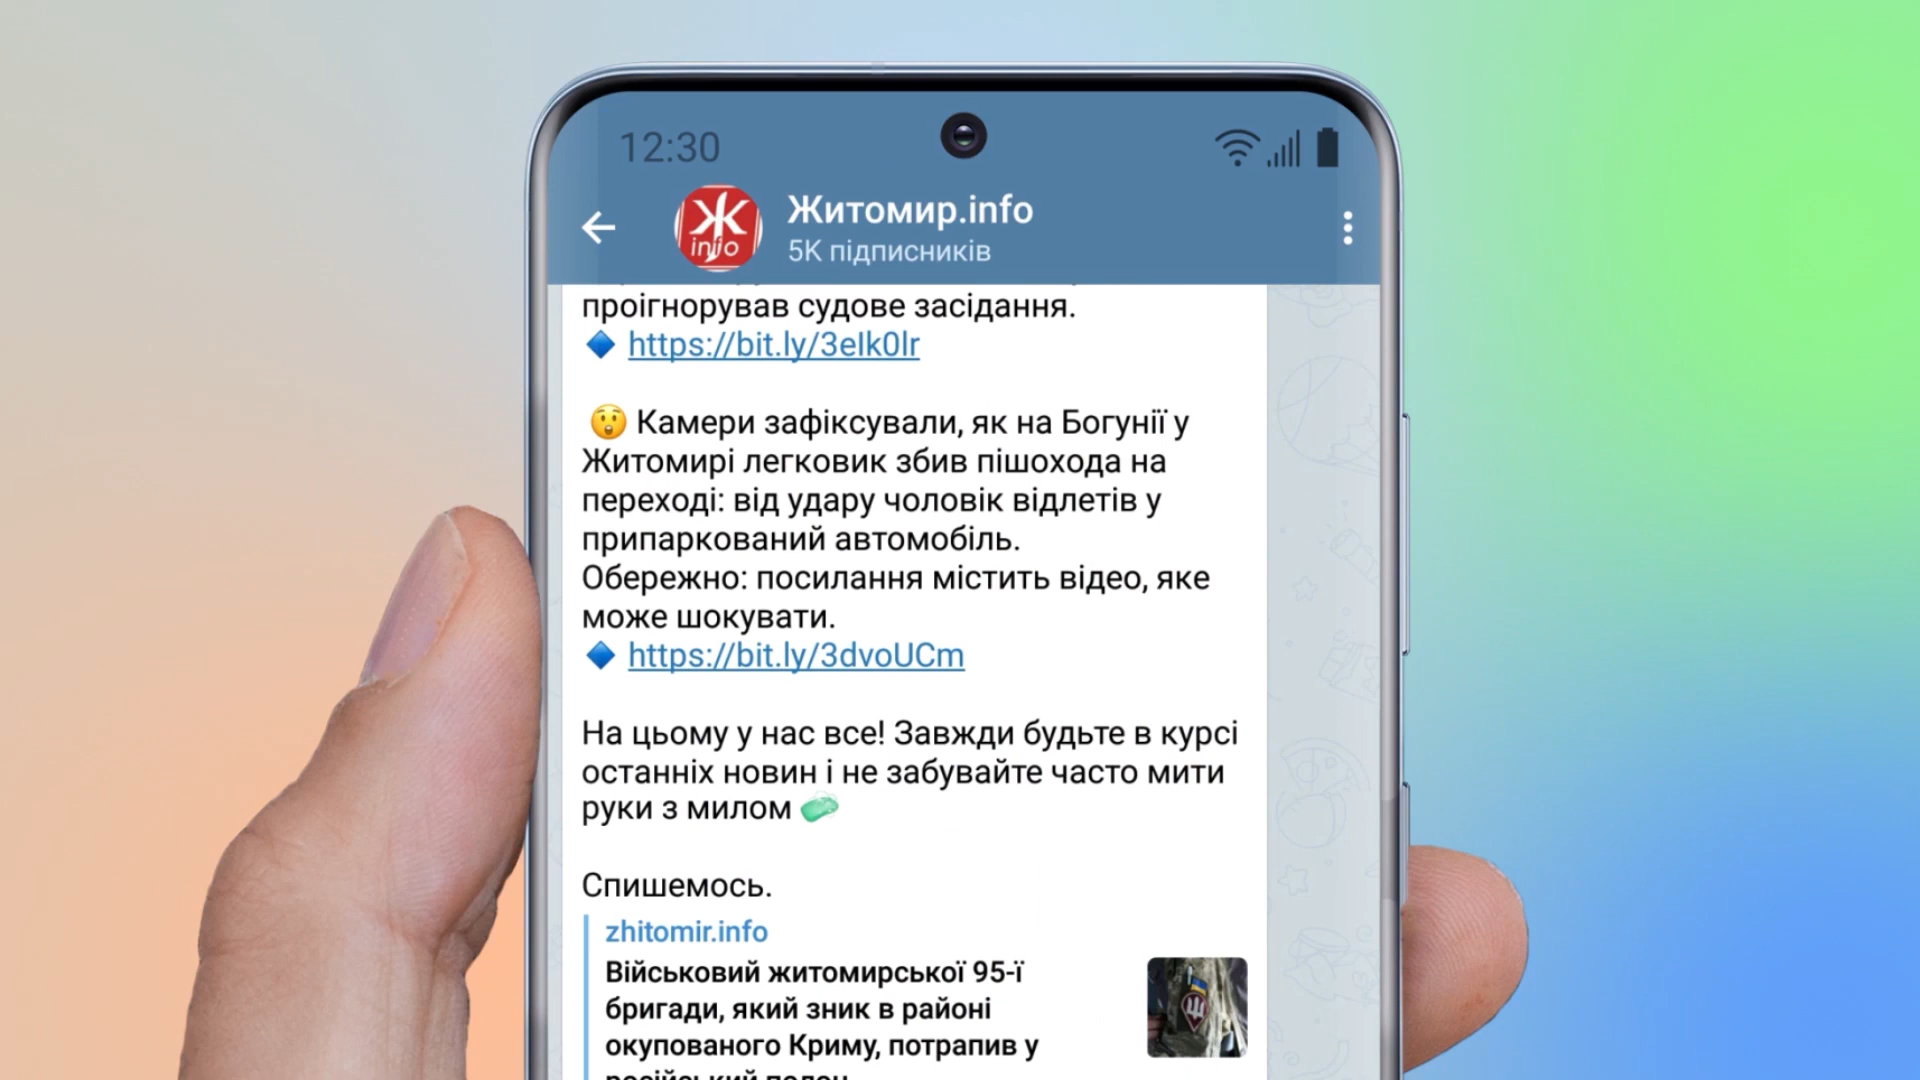 12:30
Житомир.info
5K підписників
Ж
info
проігнорував судове засідання.
https://bit.ly/3eIk0lr
Камери зафіксували, як на Богунії у
Житомирі легковик збив пішохода на
переході: від удару чоловік відлетів у
припаркований автомобіль.
Обережно: посилання містить відео, яке
може шокувати.
https://bit.ly/3dvoUCm
На цьому у нас все! Завжди будьте в курсі
останніх новин і не забувайте часто мити
руки з милом
Спишемось.
zhitomir.info
Військовий житомирської 95-ї
бригади, який зник в районі
окупованого Криму, потрапив у
російський полон